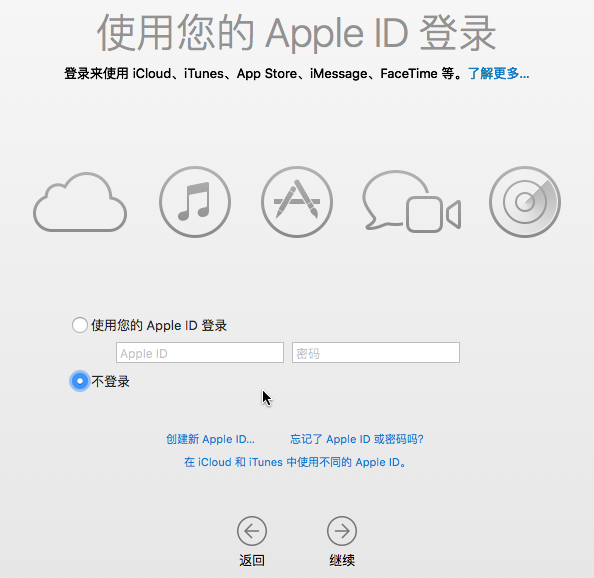 使用您的 Apple ID 登录
登录来使用 iCloud、iTunes、App Store、iMessage、FaceTime 等。了解更多...
使用您的 Apple ID 登录
Apple ID 密码
不登录
创建新 Apple ID... 忘记了 Apple ID 或密码吗?
在 iCloud 和 iTunes 中使用不同的 Apple ID。
返回 继续